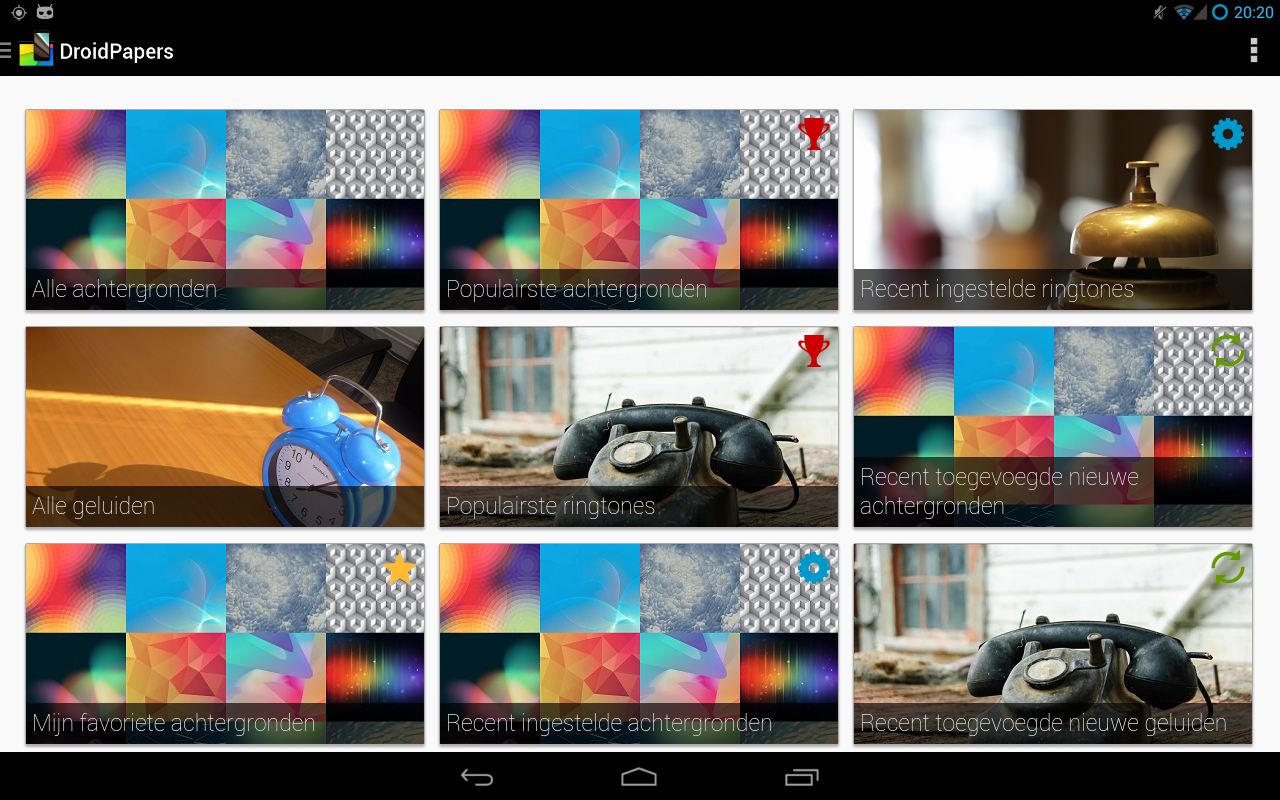 20:20
DroidPapers
Alle achtergronden
Populairste achtergronden
Recent ingestelde ringtones
Alle geluiden
Populairste ringtones
Recent toegevoegde nieuwe
achtergronden
Mijn favoriete achtergronden
Recent ingestelde achtergronden
Recent toegevoegde nieuwe geluiden